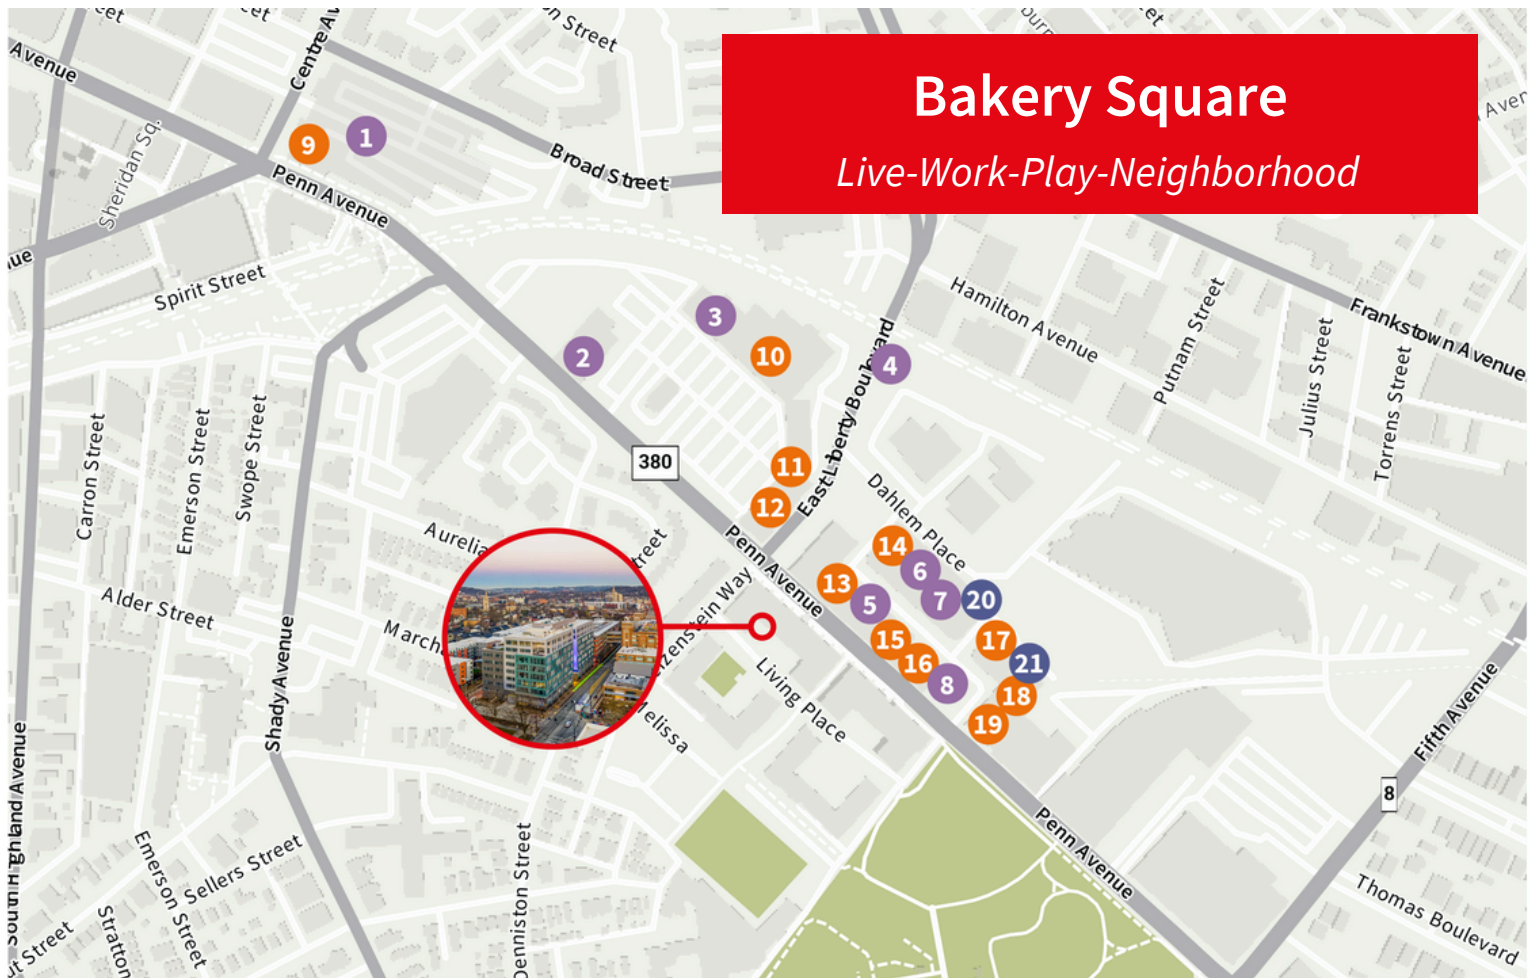 Bakery Square
Live-Work-Play-Neighborhood
Avenue
Centre Av
Street
Broad Street
Sheridan Sq.
Penn Avenue
Spirit Street
Hamilton Avenue
Putnam Street
Frankstown Avenue
Julius Street
Torrens Street
East Liberty Boulevard
Dahlem Place
Carron Street
Emerson Street
Swope Street
Aurelia
Alder Street
Penn Avenue
Living Place
Melissa
Shady Avenue
South Highland Avenue
Emerson Street
Sellers Street
Stratton
Denniston Street
Penn Avenue
Fifth Avenue
Thomas Boulevard
380
8
1
2
3
4
5
6
7
8
9
10
11
12
13
14
15
16
17
18
19
20
21